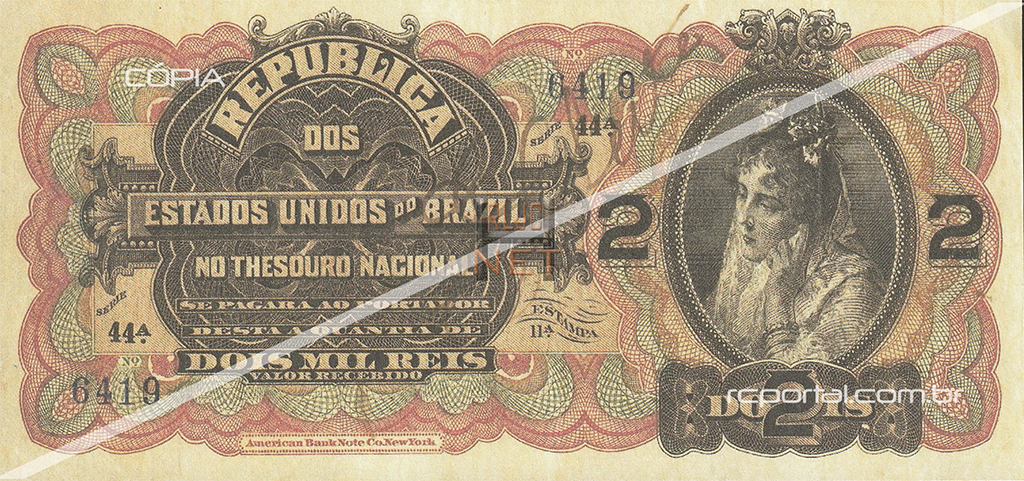 CÓPIA
REPUBLICA
DOS
ESTADOS UNIDOS DO BRAZIL
NO THESOURO NACIONAL
SE PAGARÁ AO PORTADOR
DESTA A QUANTIA DE
DOIS MIL REIS
VALOR RECEBIDO
SERIE
44A.
No
6419
No
6419
SERIE
44A.
ESTAMPA
11A.
NET
2
2
DOIS
2
rcportal.com.br
American Bank Note Co. New York